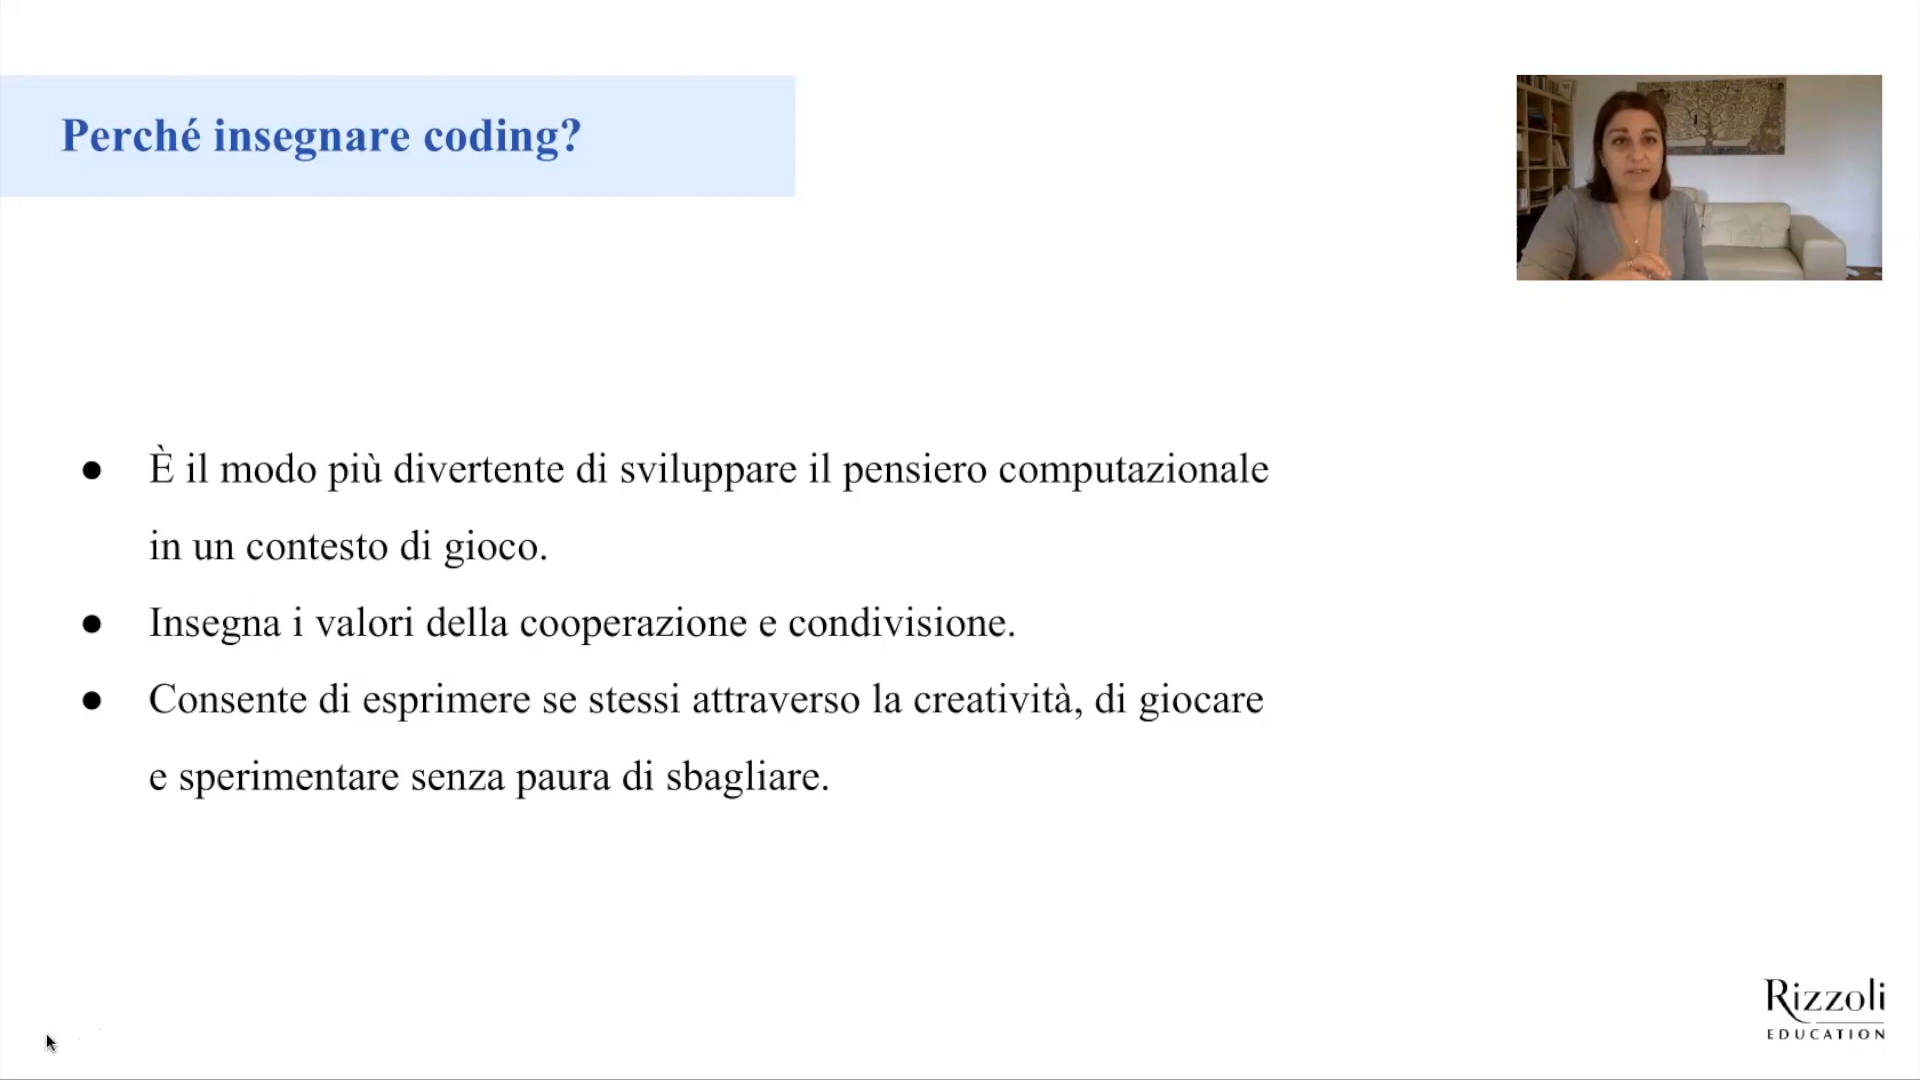 Perché insegnare coding?
● È il modo più divertente di sviluppare il pensiero computazionale
in un contesto di gioco.
● Insegna i valori della cooperazione e condivisione.
● Consente di esprimere se stessi attraverso la creatività, di giocare
e sperimentare senza paura di sbagliare.
Rizzoli
EDUCATION